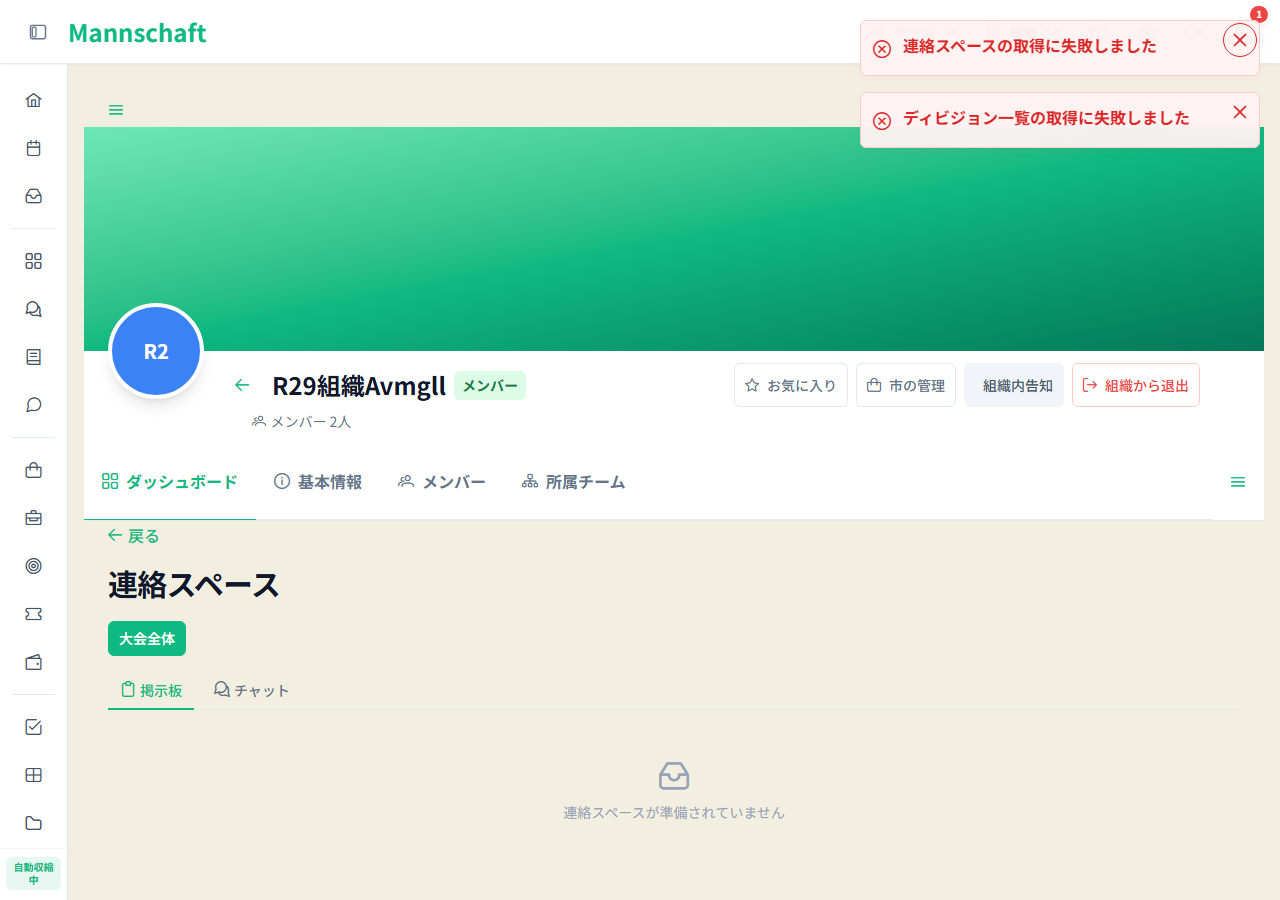 Mannschaft
1
連絡スペースの取得に失敗しました
ディビジョン一覧の取得に失敗しました
R2
R29組織Avmgll
メンバー
お気に入り
市の管理
組織内告知
組織から退出
メンバー 2人
ダッシュボード
基本情報
メンバー
所属チーム
戻る
連絡スペース
大会全体
掲示板
チャット
連絡スペースが準備されていません
自動収縮
中